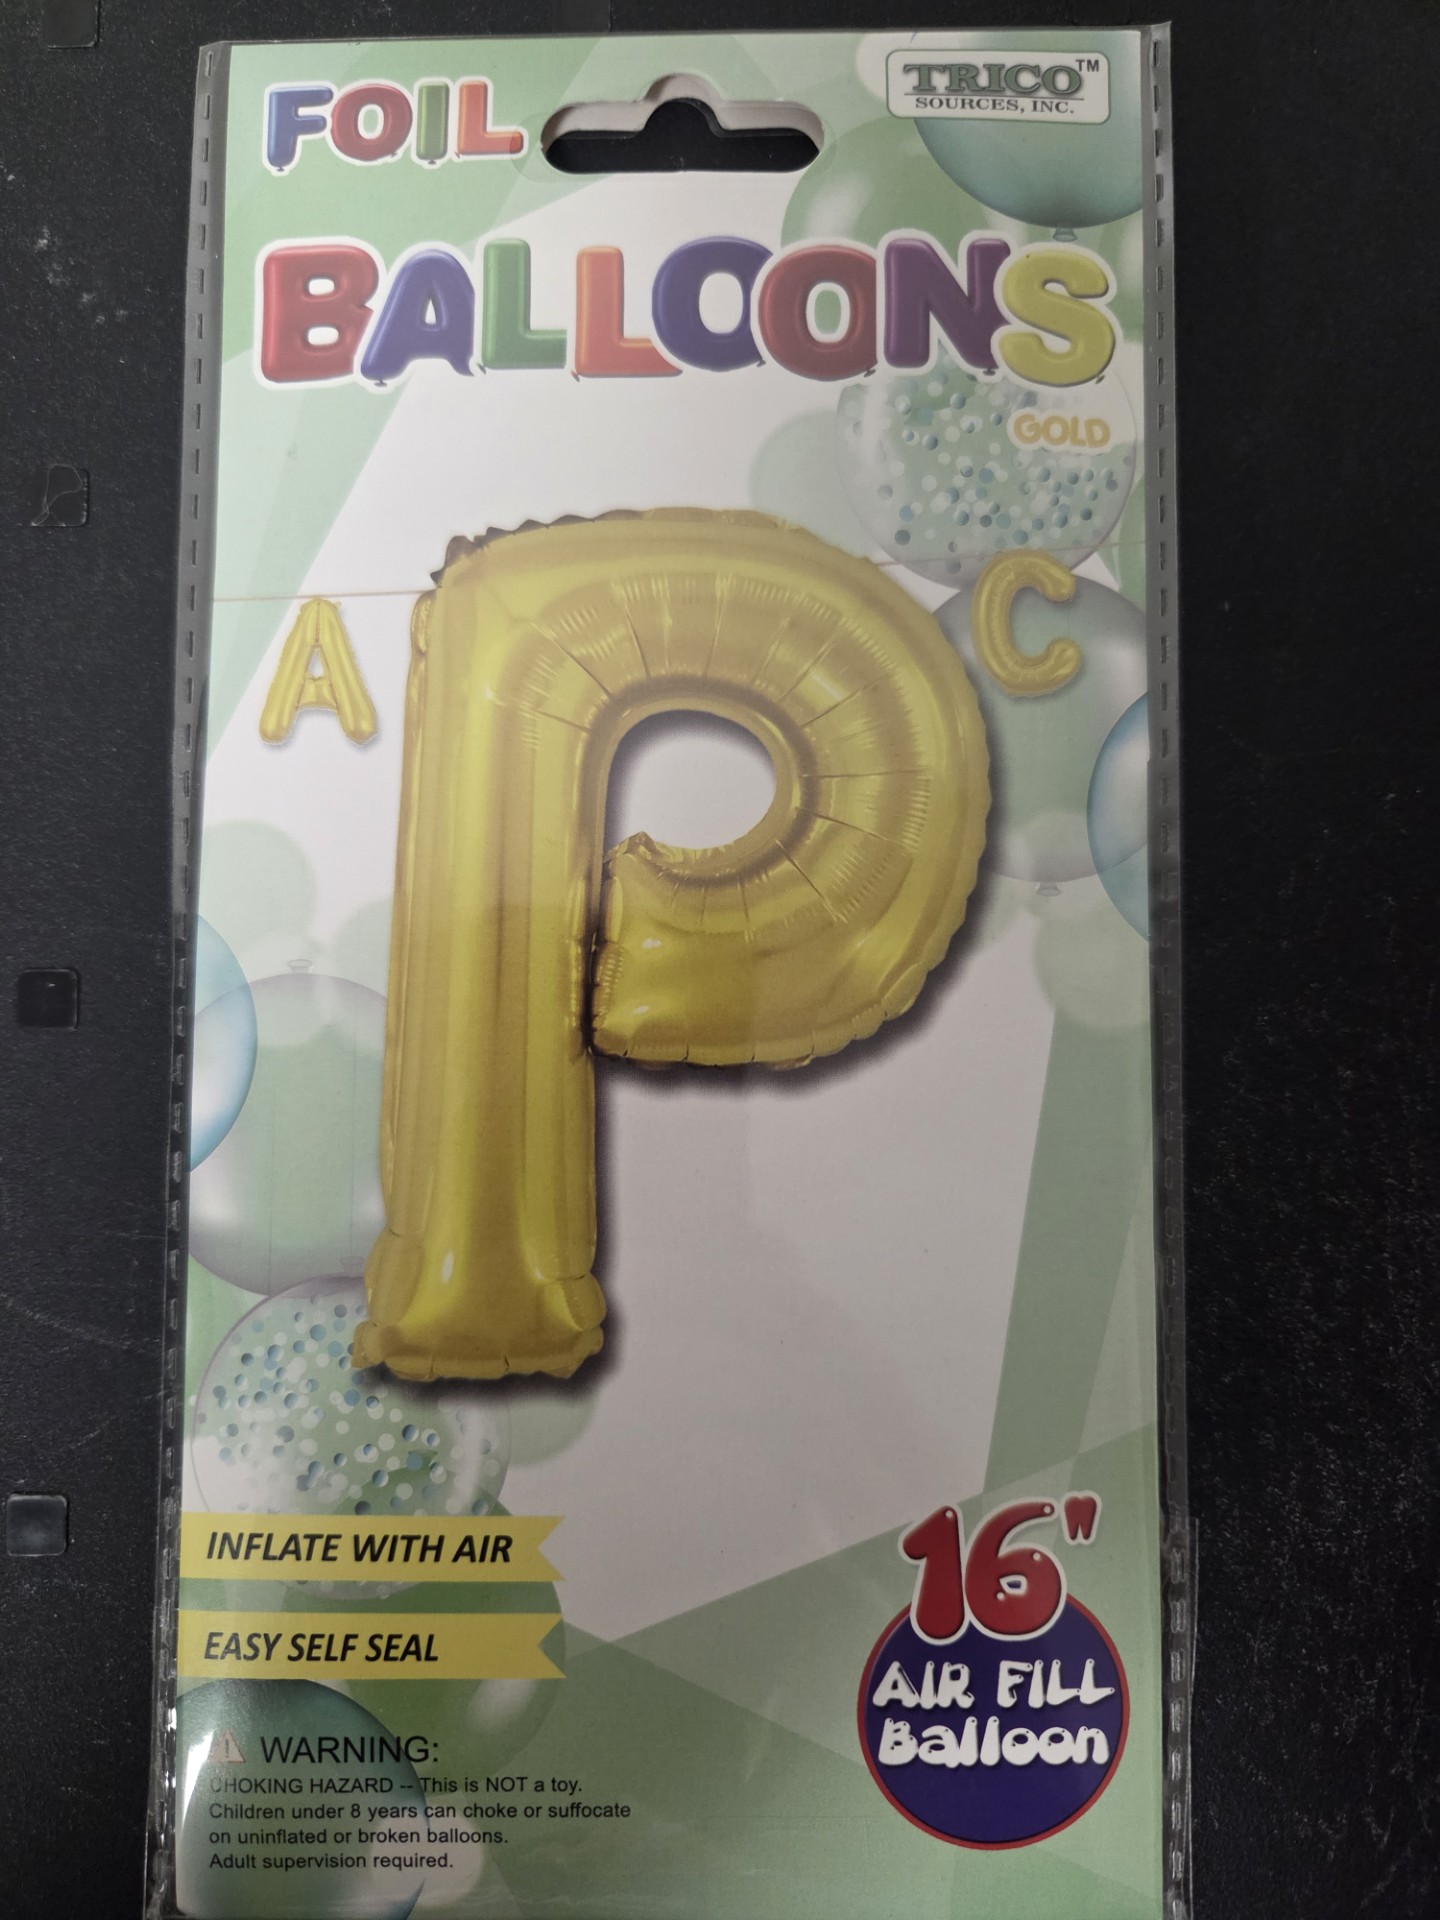 FOIL
TRICO™
SOURCES, INC.
BALLOONS
GOLD
A
P
C
INFLATE WITH AIR
EASY SELF SEAL
16"
AIR FILL
Balloon
WARNING:
CHOKING HAZARD -- This is NOT a toy.
Children under 8 years can choke or suffocate
on uninflated or broken balloons.
Adult supervision required.